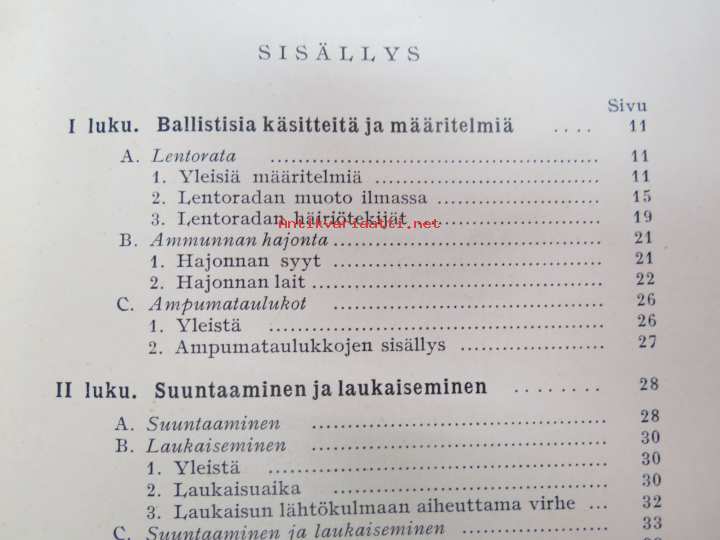 SISÄLLYS
Sivu
I luku. Ballistisia käsitteitä ja määritelmiä .... 11
A. Lentorata .......... 11
1. Yleisiä määritelmiä .......... 11
2. Lentoradan muoto ilmassa .......... 15
3. Lentoradan häiriötekijät .......... 19
Antikvariaatti.net
B. Ammunnan hajonta .......... 21
1. Hajonnan syyt .......... 21
2. Hajonnan lait .......... 22
C. Ampumataulukot .......... 26
1. Yleistä .......... 26
2. Ampumataulukkojen sisällys .......... 27
II luku. Suuntaaminen ja laukaiseminen ........ 28
A. Suuntaaminen .......... 28
B. Laukaiseminen .......... 30
1. Yleistä .......... 30
2. Laukaisuaika .......... 30
3. Laukaisun lähtökulmaan aiheuttama virhe ... 32
C. Suuntaaminen ja laukaiseminen .......... 33